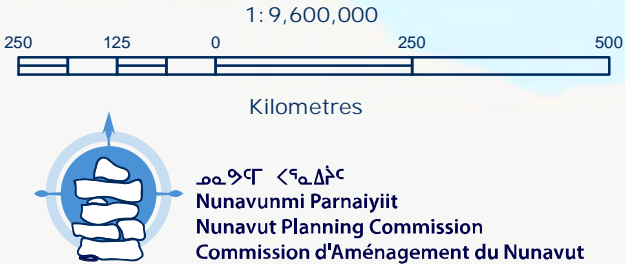 1:9,600,000
250 125 0 250 500
Kilometres
ᓄᓇᕗᑦᒥ ᐸᕐᓇᐃᔩᑦ
Nunavunmi Parnaiyiit
Nunavut Planning Commission
Commission d'Aménagement du Nunavut